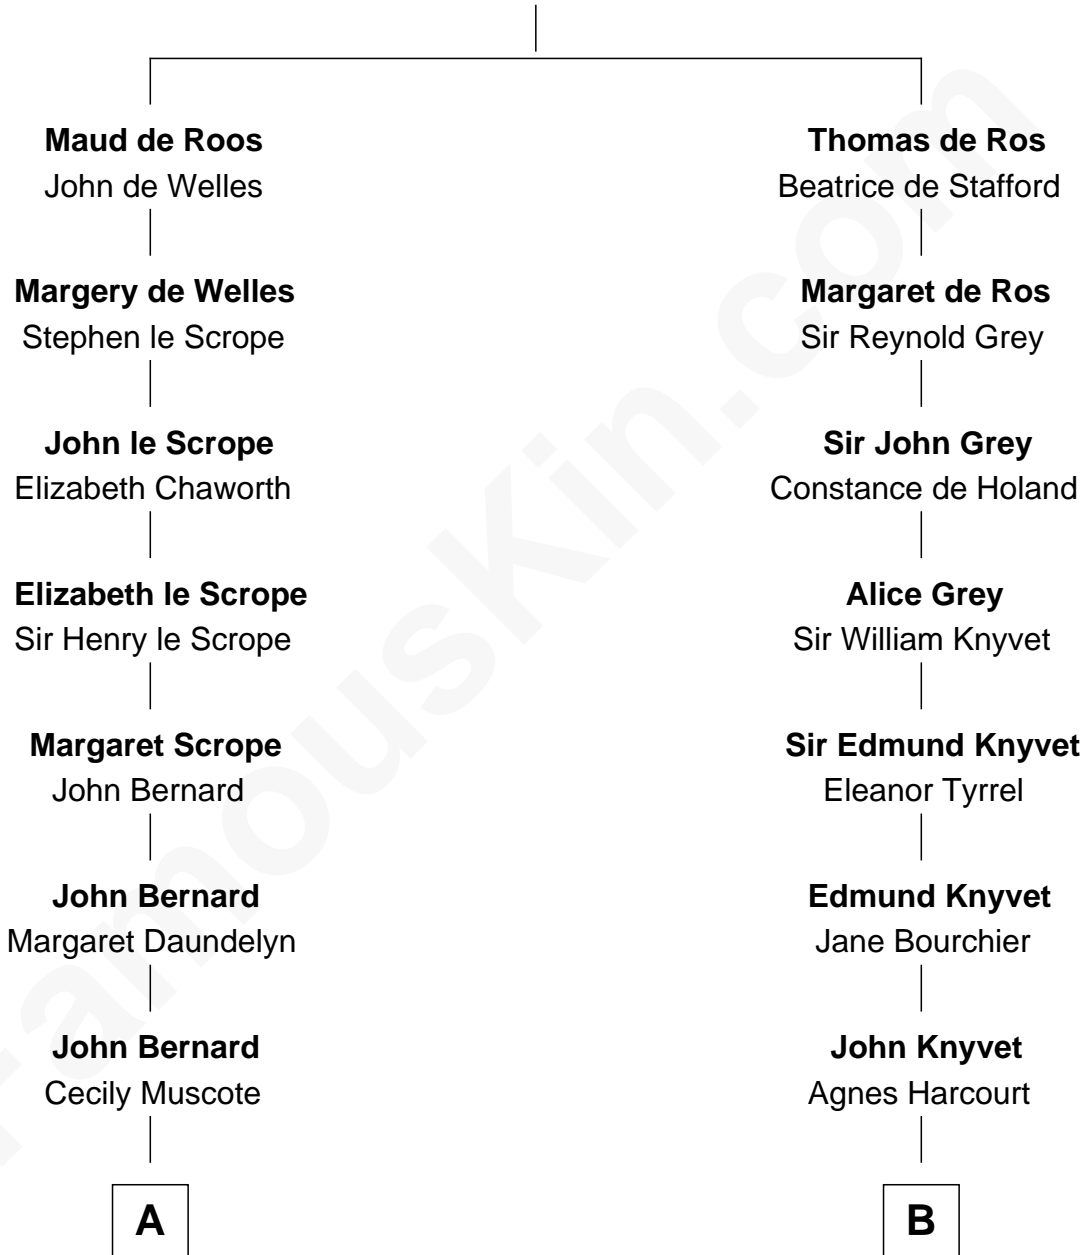 Maud de Roos
John de Welles
Thomas de Ros
Beatrice de Stafford
Margery de Welles
Stephen le Scrope
Margaret de Ros
Sir Reynold Grey
John le Scrope
Elizabeth Chaworth
Sir John Grey
Constance de Holand
Elizabeth le Scrope
Sir Henry le Scrope
Alice Grey
Sir William Knyvet
Margaret Scrope
John Bernard
Sir Edmund Knyvet
Eleanor Tyrrel
John Bernard
Margaret Daundelyn
Edmund Knyvet
Jane Bourchier
John Bernard
Cecily Muscote
John Knyvet
Agnes Harcourt
A
B
FamousKin.com